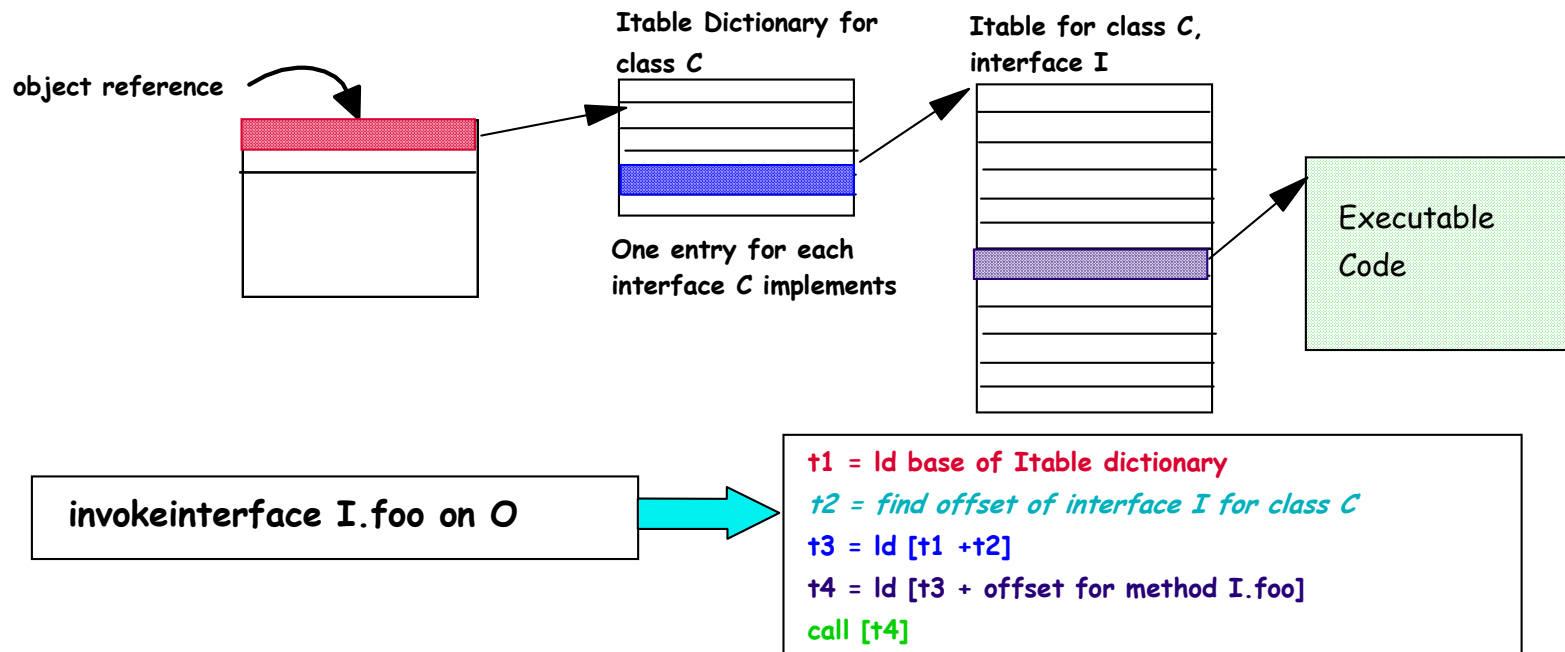 object reference
Itable Dictionary for
class C
Itable for class C,
interface I
One entry for each
interface C implements
Executable
Code
invokeinterface I.foo on O
t1 = ld base of Itable dictionary
t2 = find offset of interface I for class C
t3 = ld [t1 +t2]
t4 = ld [t3 + offset for method I.foo]
call [t4]